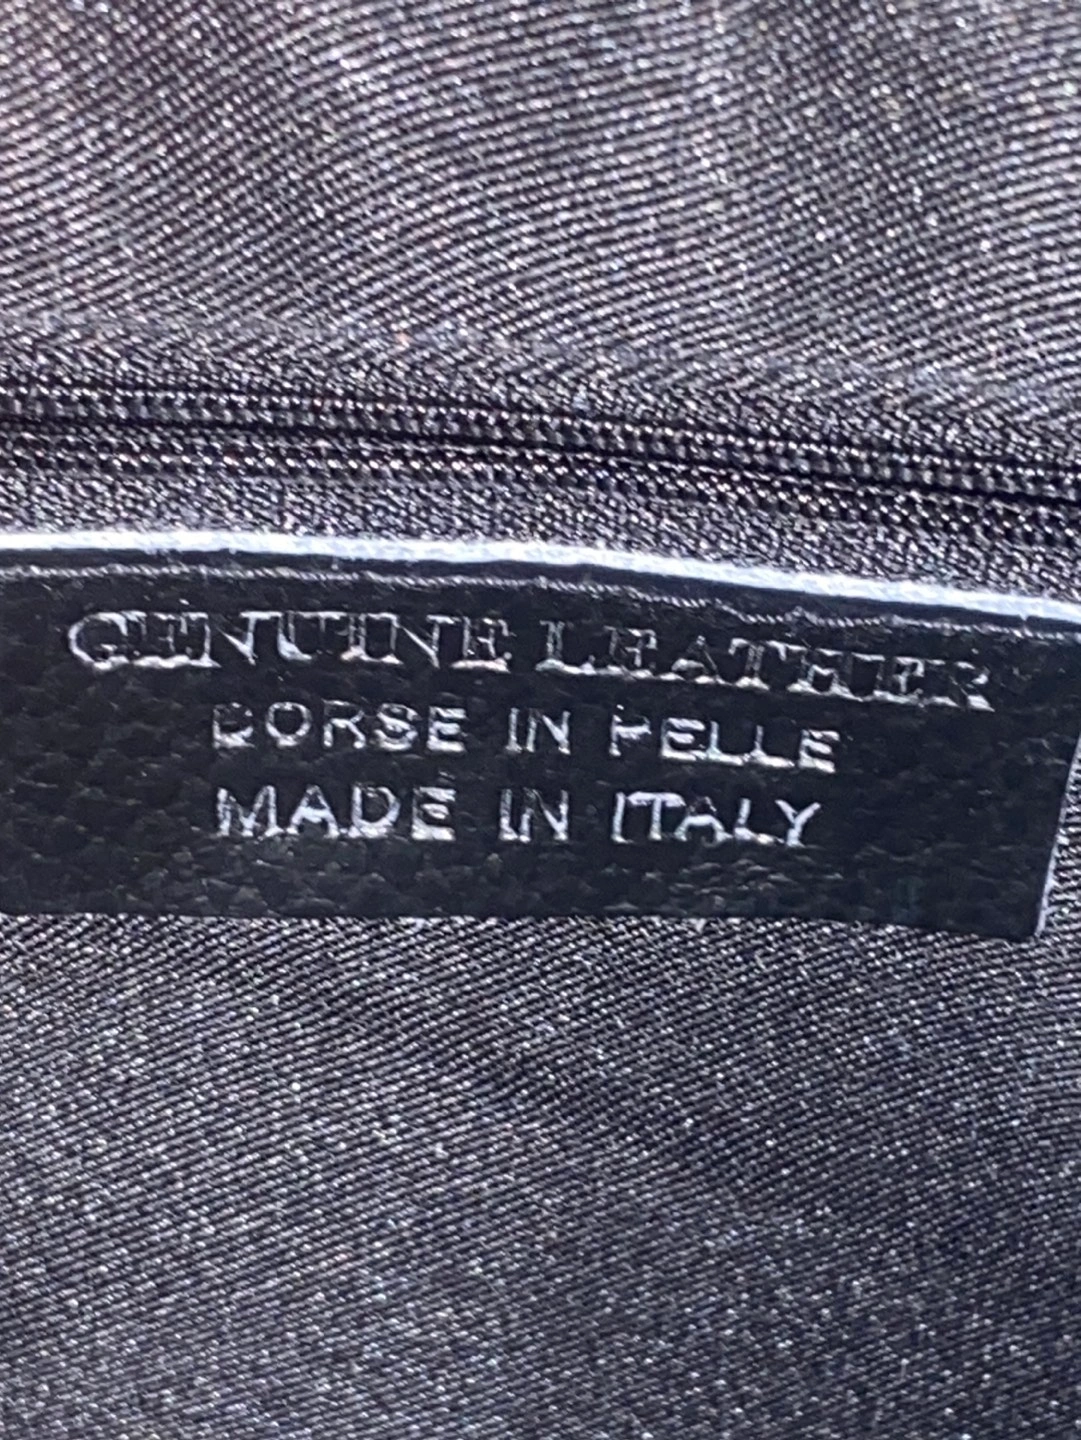 GENUINE LEATHER
BORSE IN PELLE
MADE IN ITALY